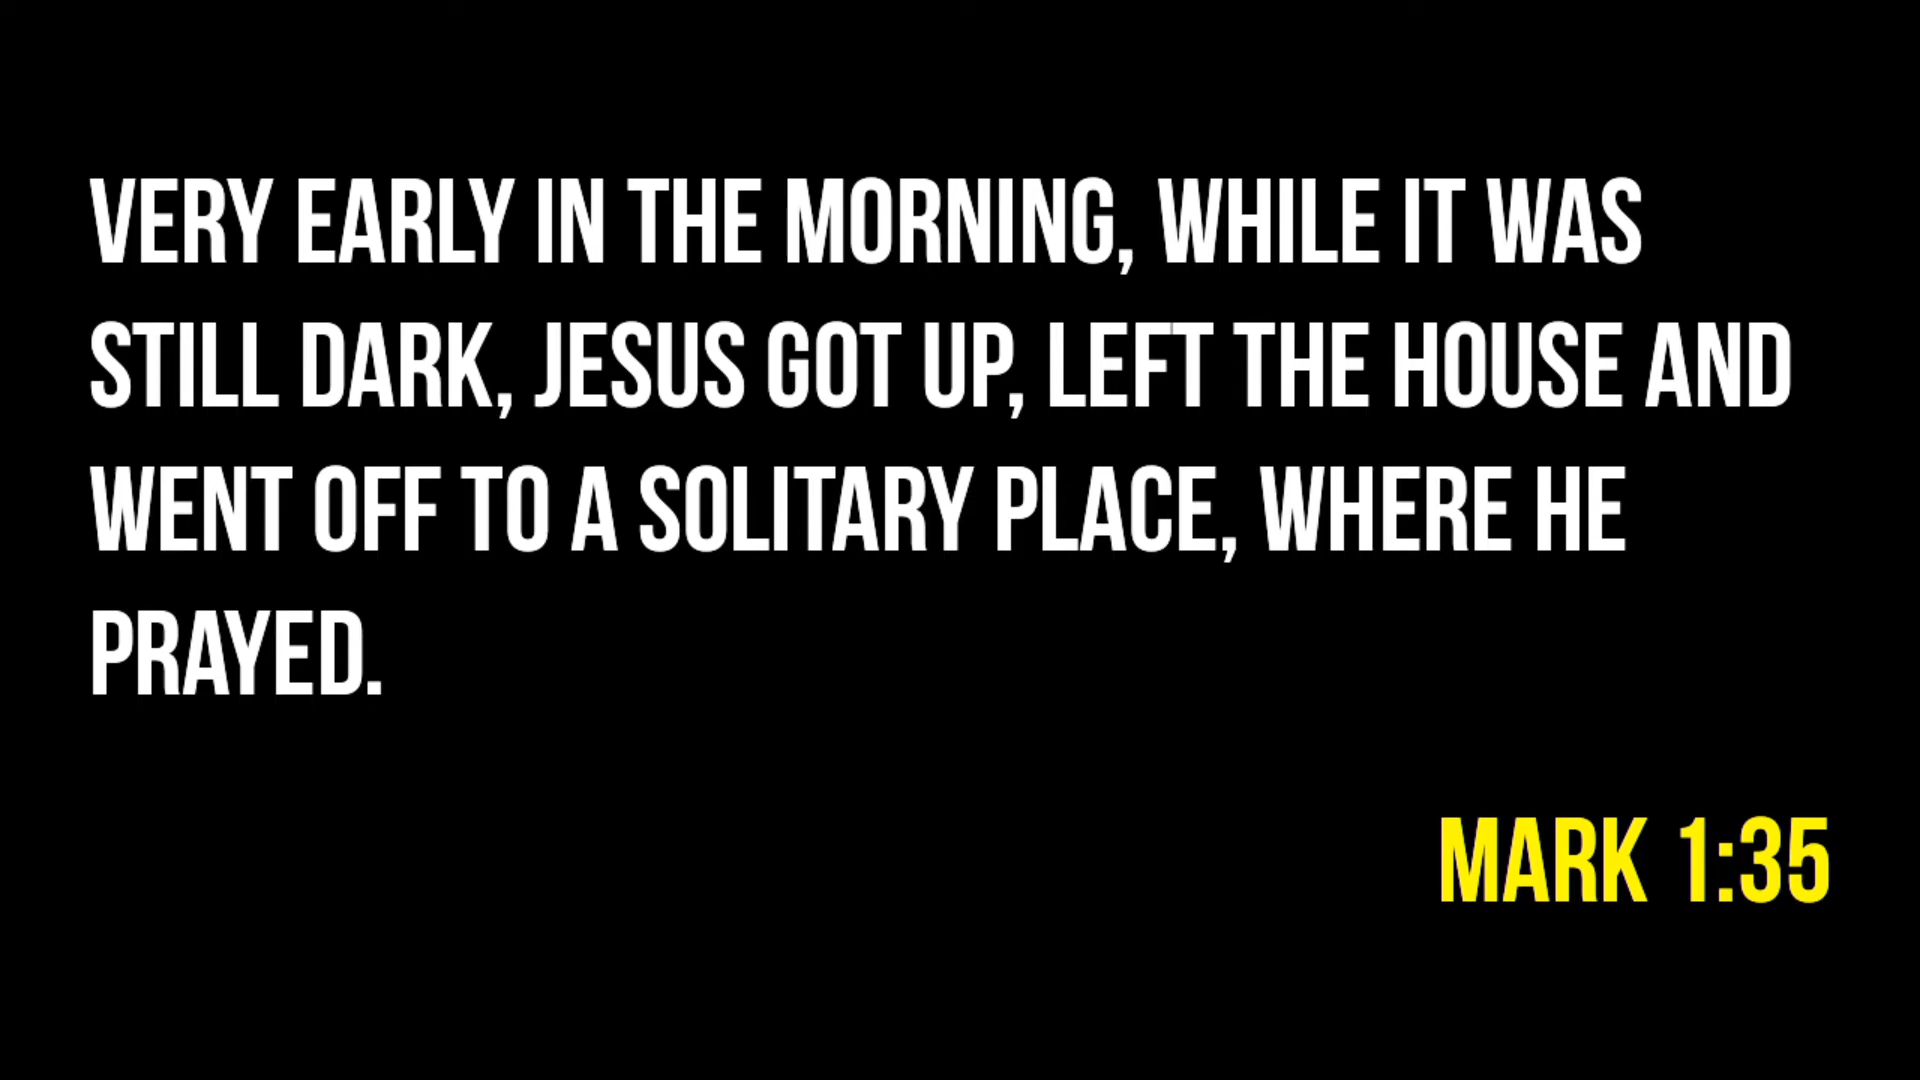 VERY EARLY IN THE MORNING, WHILE IT WAS
STILL DARK, JESUS GOT UP, LEFT THE HOUSE AND
WENT OFF TO A SOLITARY PLACE, WHERE HE
PRAYED.
MARK 1:35